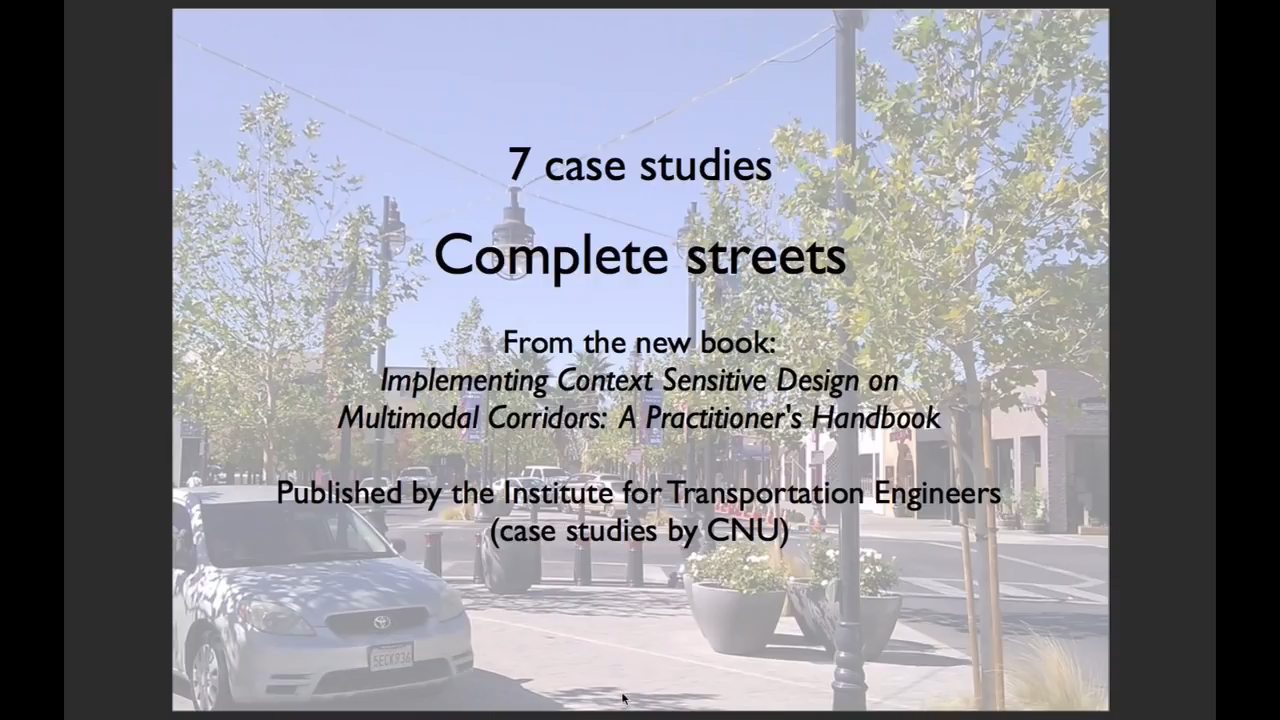 7 case studies
Complete streets
From the new book:
Implementing Context Sensitive Design on
Multimodal Corridors: A Practitioner's Handbook
Published by the Institute for Transportation Engineers
(case studies by CNU)